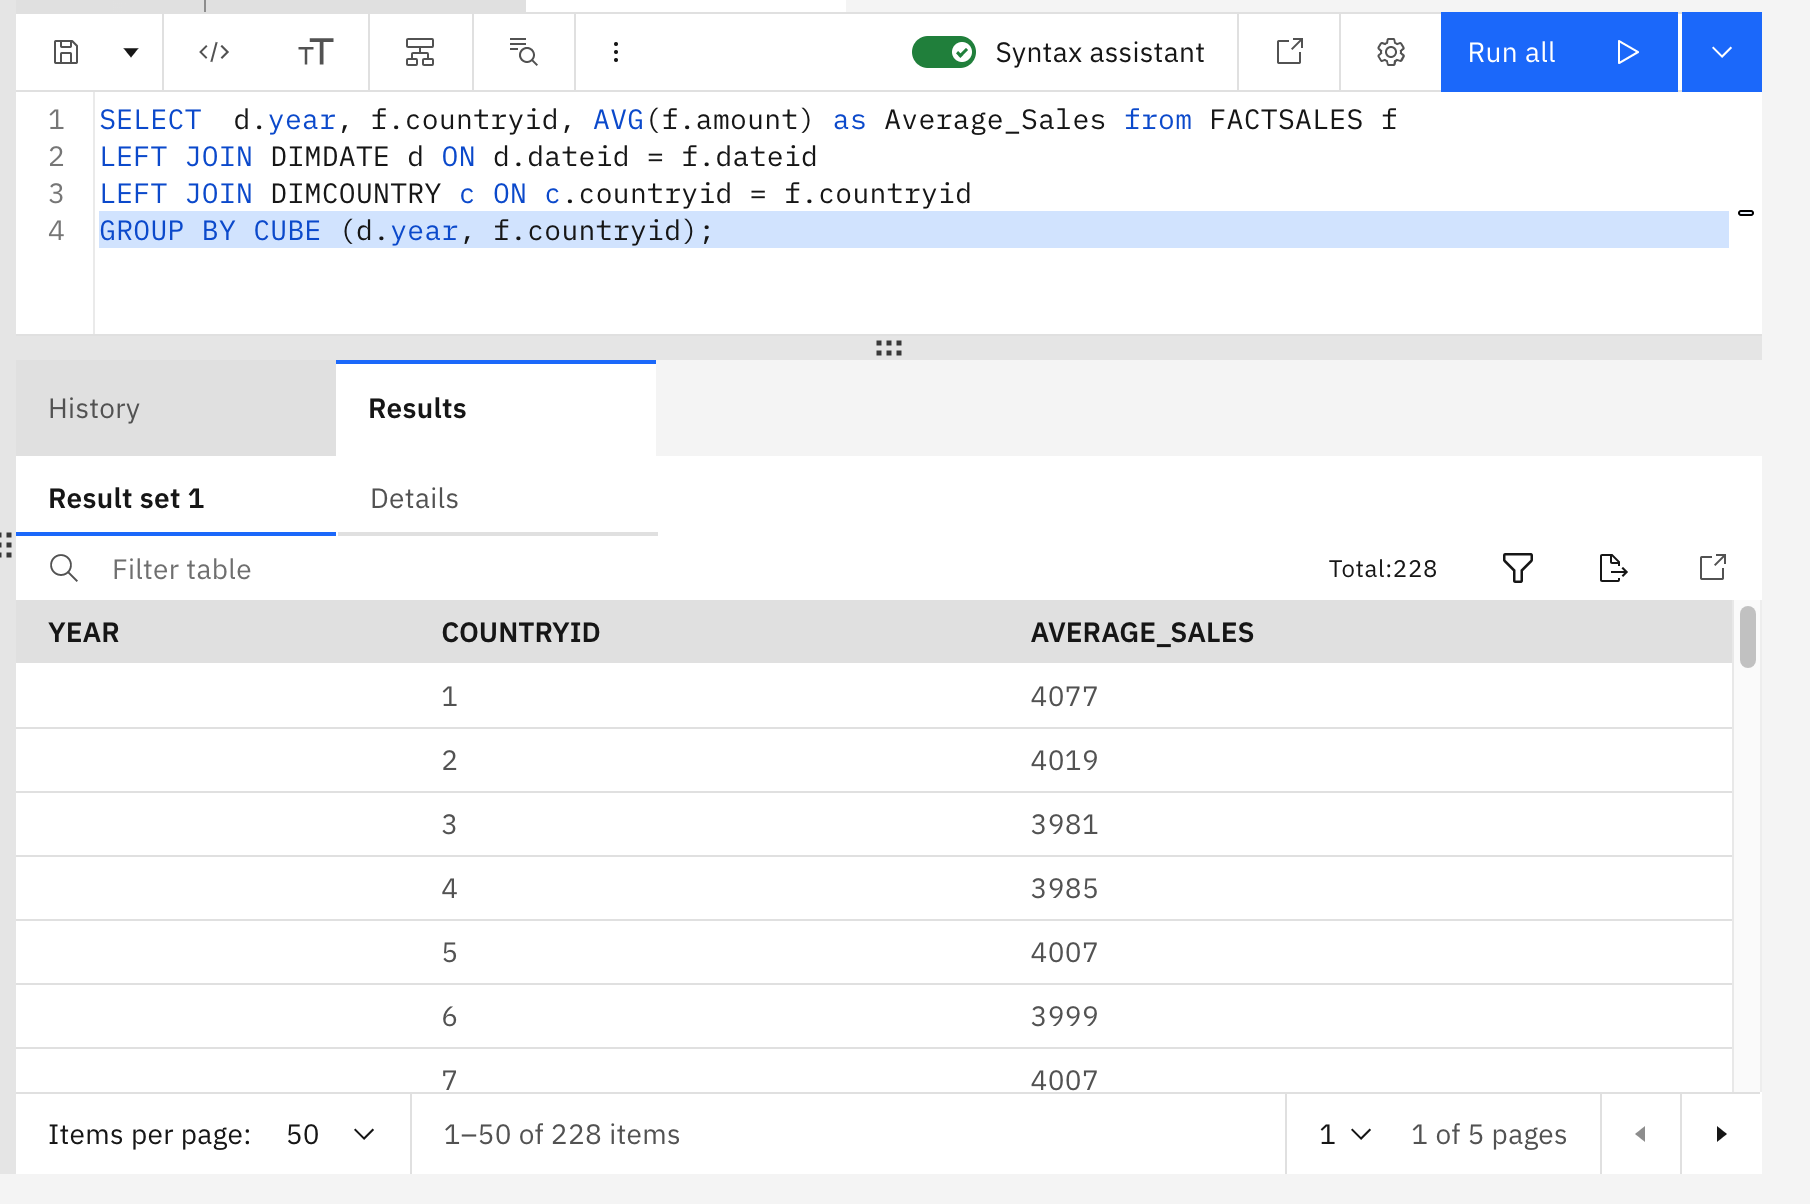 </> TT Syntax assistant Run all
1 SELECT  d.year, f.countryid, AVG(f.amount) as Average_Sales from FACTSALES f
2 LEFT JOIN DIMDATE d ON d.dateid = f.dateid
3 LEFT JOIN DIMCOUNTRY c ON c.countryid = f.countryid
4 GROUP BY CUBE (d.year, f.countryid);
History Results
Result set 1 Details
Filter table Total:228
YEAR COUNTRYID AVERAGE_SALES
1 4077
2 4019
3 3981
4 3985
5 4007
6 3999
7 4007
Items per page: 50 1–50 of 228 items 1 1 of 5 pages